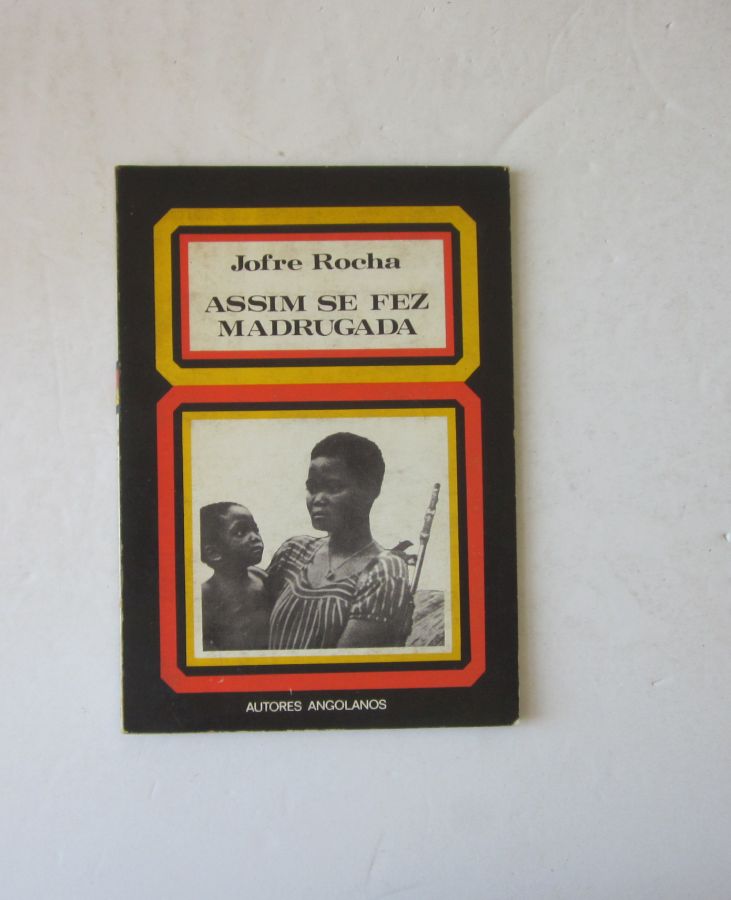 Jofre Rocha
ASSIM SE FEZ
MADRUGADA
AUTORES ANGOLANOS